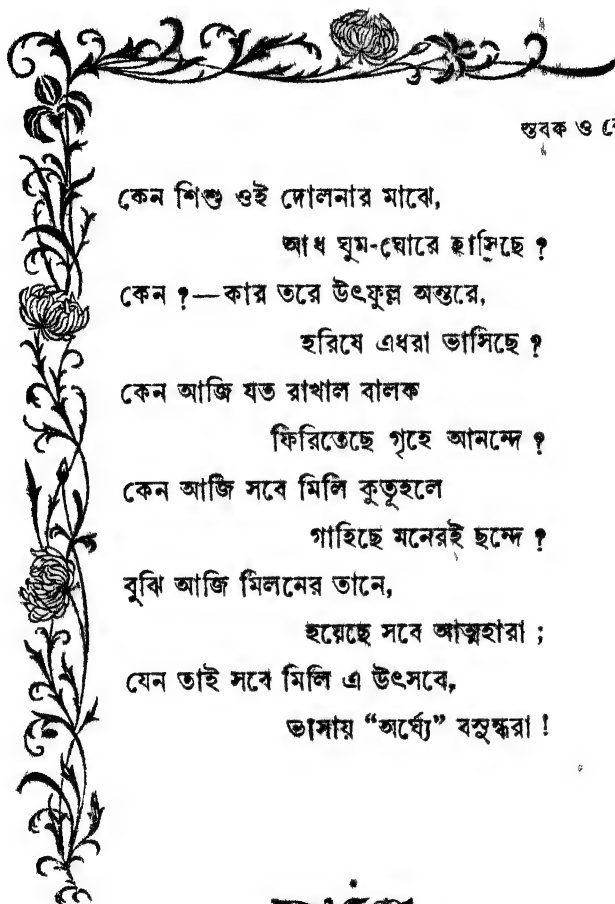 স্তবক ও
কেন শিশু ওই দোলনার মাঝে,
আধ ঘুম-ঘোরে হাসিছে ?
কেন ?—কার তরে উৎফুল্ল অন্তরে,
হরিষে এধরা ভাসিছে ?
কেন আজি যত রাখাল বালক
ফিরিতেছে গৃহে আনন্দে ?
কেন আজি সবে মিলি কুতূহলে
গাহিছে মনেরই ছন্দে ?
বুঝি আজি মিলনের তানে,
হয়েছে সবে আত্মহারা ;
যেন তাই সবে মিলি এ উৎসবে,
ভাসায় “অর্ঘ্যে” বসুন্ধরা !